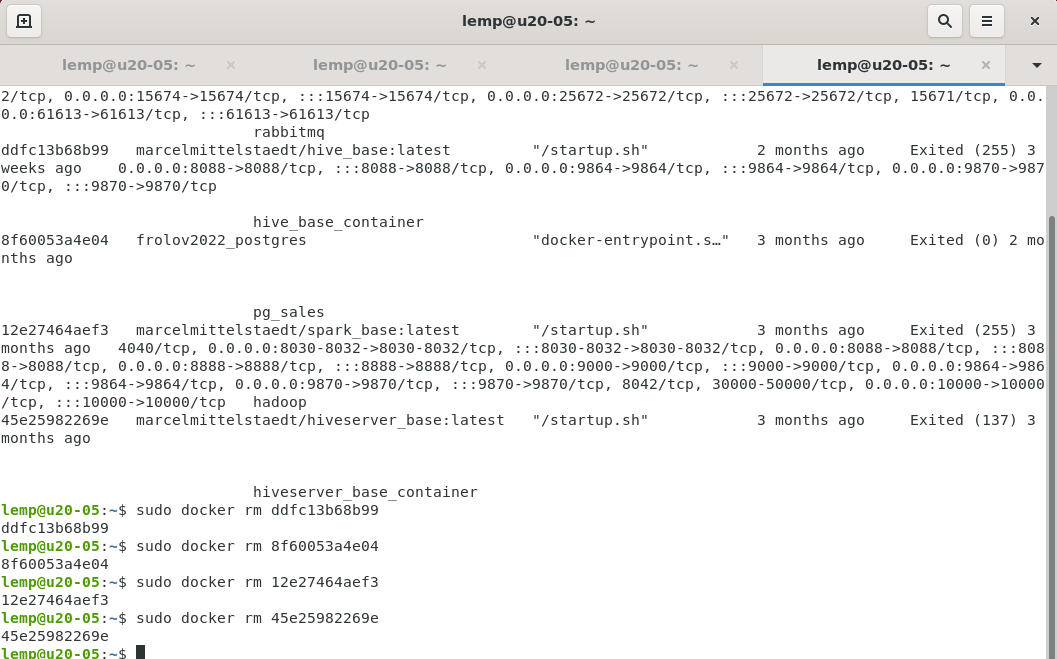 lemp@u20-05: ~
lemp@u20-05: ~ lemp@u20-05: ~ lemp@u20-05: ~ lemp@u20-05: ~
2/tcp, 0.0.0.0:15674->15674/tcp, :::15674->15674/tcp, 0.0.0.0:25672->25672/tcp, :::25672->25672/tcp, 15671/tcp, 0.0.
0.0:61613->61613/tcp, :::61613->61613/tcp
rabbitmq
ddfc13b68b99   marcelmittelstaedt/hive_base:latest         "/startup.sh"            2 months ago     Exited (255) 3
weeks ago    0.0.0.0:8088->8088/tcp, :::8088->8088/tcp, 0.0.0.0:9864->9864/tcp, :::9864->9864/tcp, 0.0.0.0:9870->987
0/tcp, :::9870->9870/tcp
hive_base_container
8f60053a4e04   frolov2022_postgres                         "docker-entrypoint.s…"   3 months ago     Exited (0) 2 mo
nths ago
pg_sales
12e27464aef3   marcelmittelstaedt/spark_base:latest        "/startup.sh"            3 months ago     Exited (255) 3
months ago   4040/tcp, 0.0.0.0:8030-8032->8030-8032/tcp, :::8030-8032->8030-8032/tcp, 0.0.0.0:8088->8088/tcp, :::808
8->8088/tcp, 0.0.0.0:8888->8888/tcp, :::8888->8888/tcp, 0.0.0.0:9000->9000/tcp, :::9000->9000/tcp, 0.0.0.0:9864->986
4/tcp, :::9864->9864/tcp, 0.0.0.0:9870->9870/tcp, :::9870->9870/tcp, 8042/tcp, 30000-50000/tcp, 0.0.0.0:10000->10000
/tcp, :::10000->10000/tcp   hadoop
45e25982269e   marcelmittelstaedt/hiveserver_base:latest   "/startup.sh"            3 months ago     Exited (137) 3
months ago
hiveserver_base_container
lemp@u20-05:~$ sudo docker rm ddfc13b68b99
ddfc13b68b99
lemp@u20-05:~$ sudo docker rm 8f60053a4e04
8f60053a4e04
lemp@u20-05:~$ sudo docker rm 12e27464aef3
12e27464aef3
lemp@u20-05:~$ sudo docker rm 45e25982269e
45e25982269e
lemp@u20-05:~$